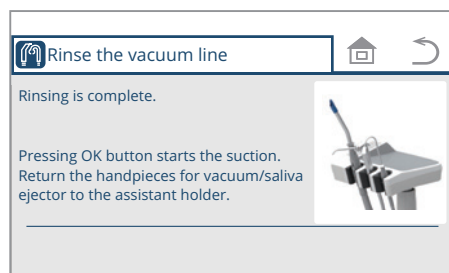 Rinse the vacuum line
Rinsing is complete.
Pressing OK button starts the suction.
Return the handpieces for vacuum/saliva
ejector to the assistant holder.